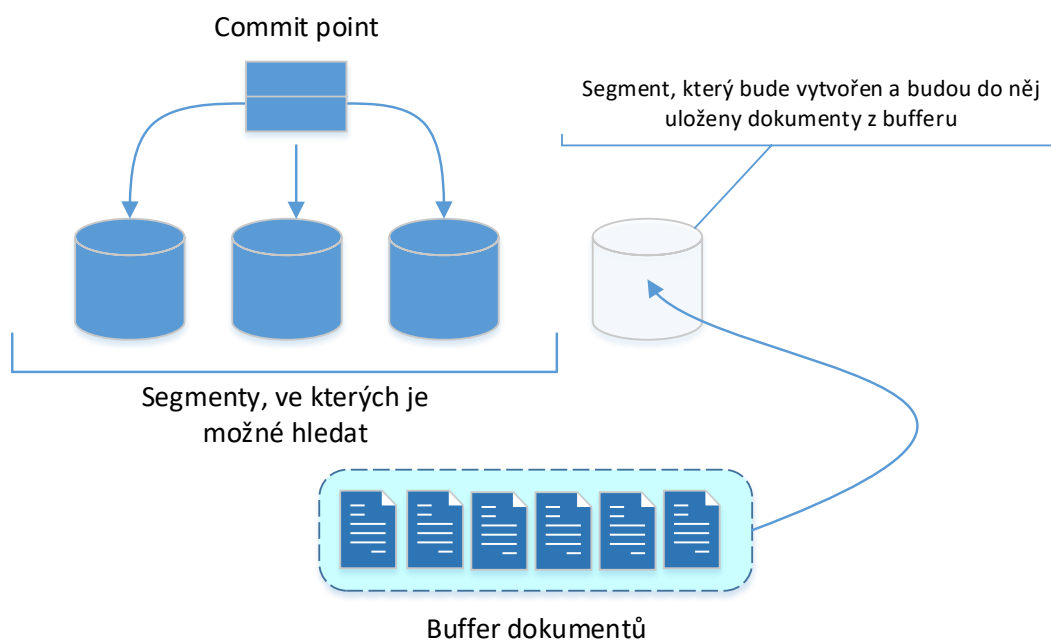 Commit point
Segment, který bude vytvořen a budou do něj
uloženy dokumenty z bufferu
Segmenty, ve kterých je
možné hledat
Buffer dokumentů